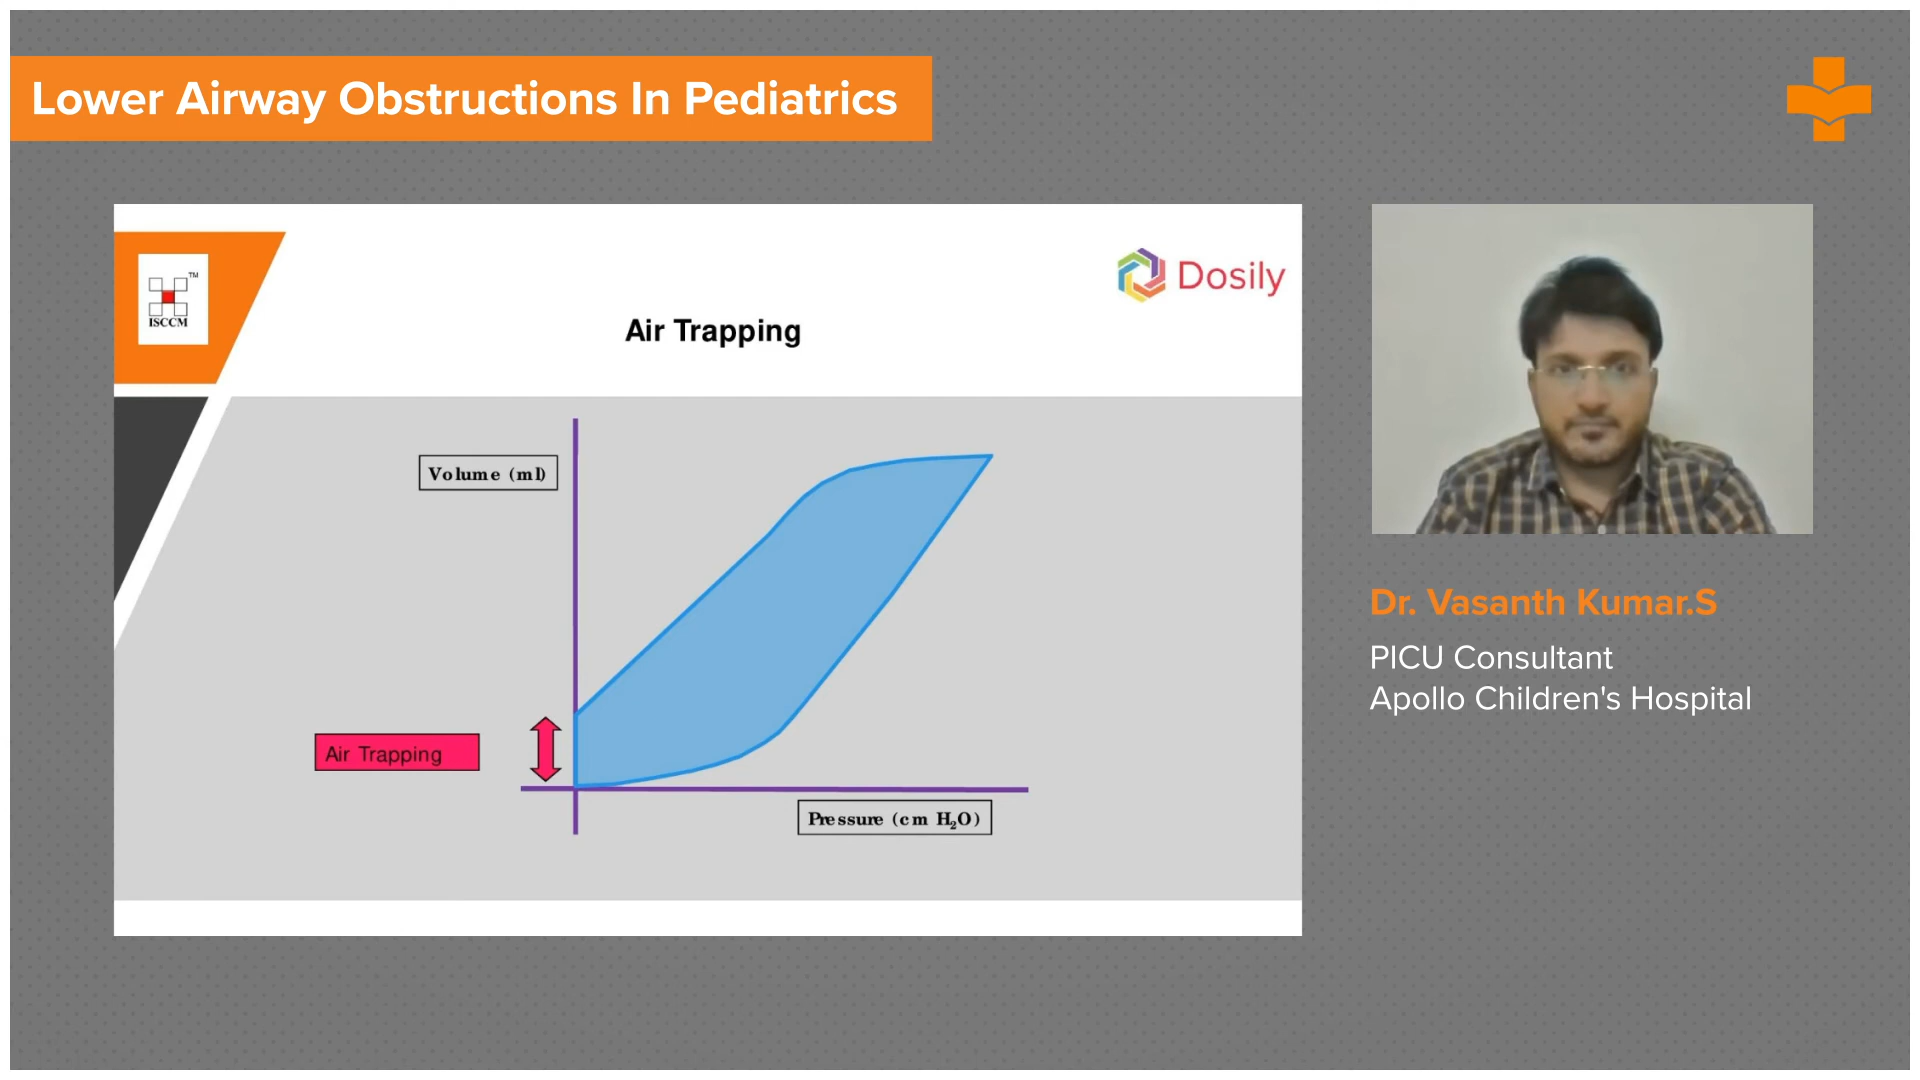 Lower Airway Obstructions In Pediatrics
TM
ISCCM
Dosily
Air Trapping
Volume (ml)
Air Trapping
Pressure (cm H₂O)
Dr. Vasanth Kumar.S
PICU Consultant
Apollo Children's Hospital